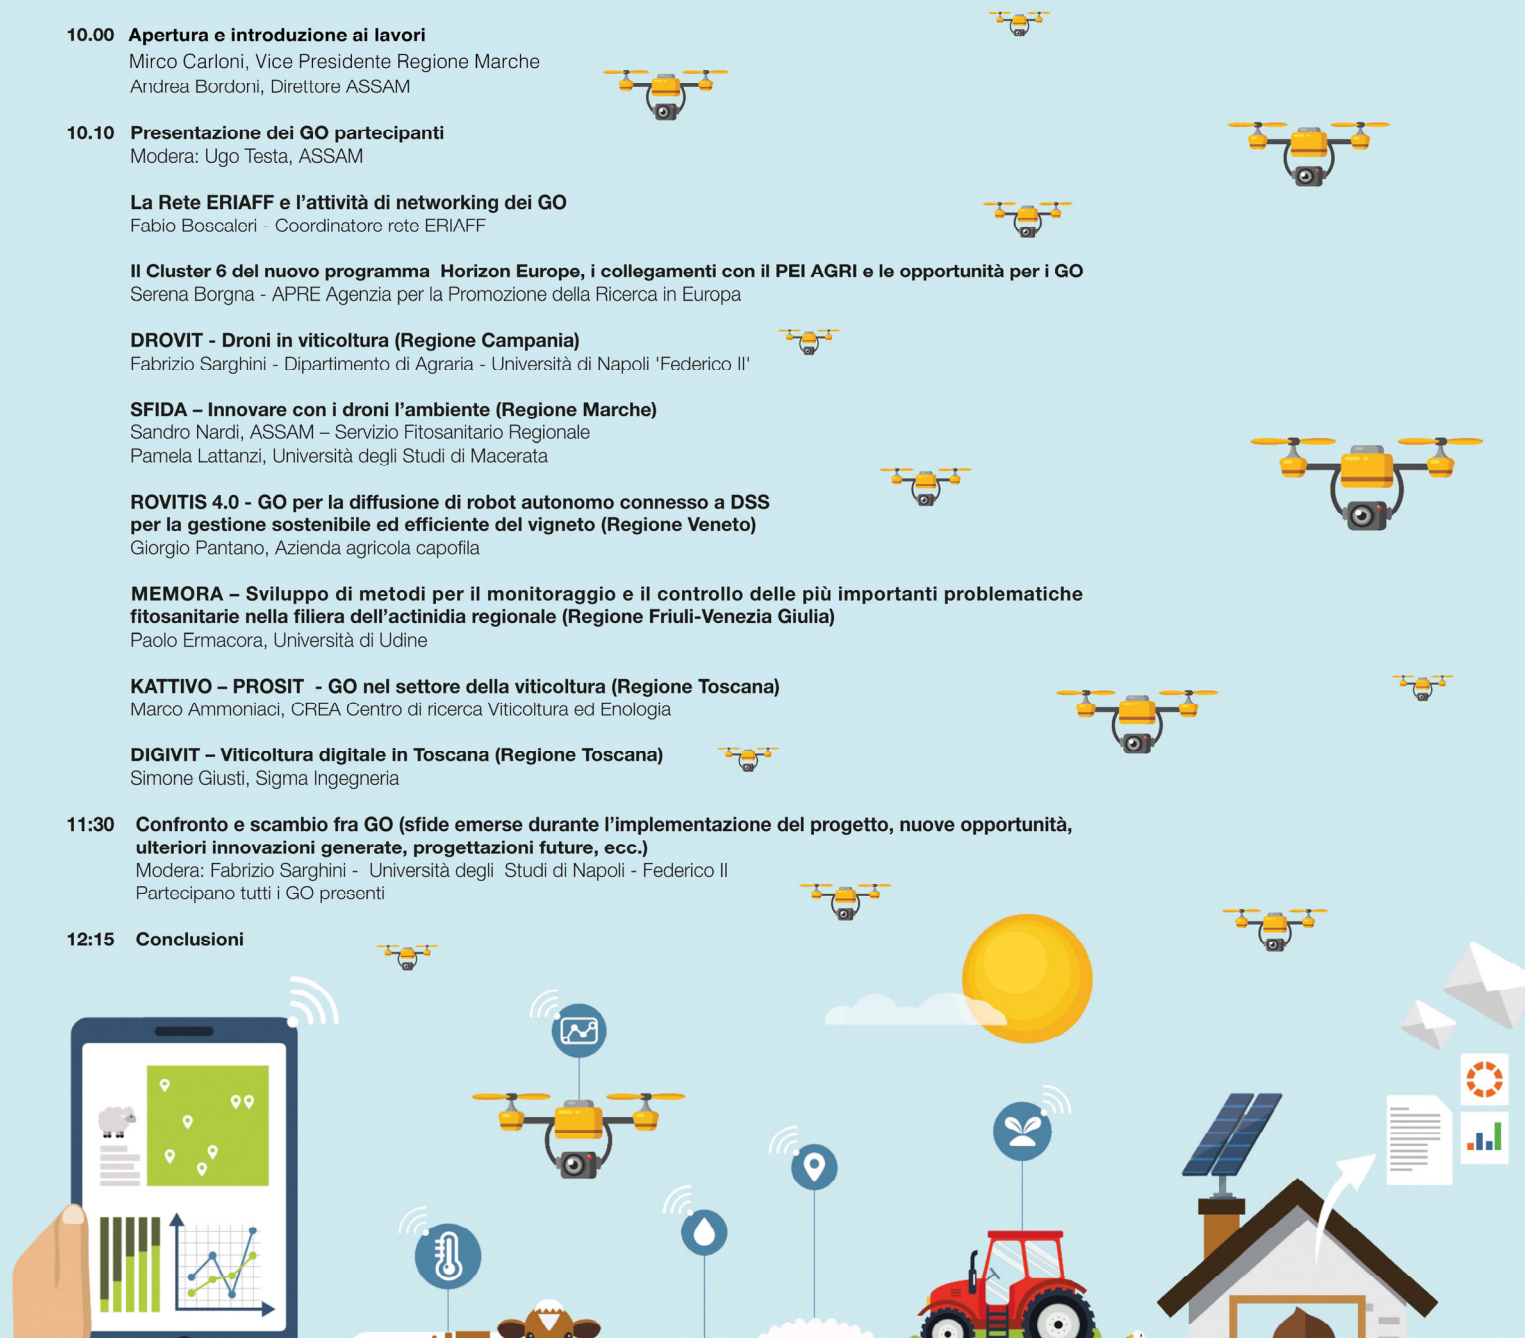 10.00 Apertura e introduzione ai lavori
Mirco Carloni, Vice Presidente Regione Marche
Andrea Bordoni, Direttore ASSAM
10.10 Presentazione dei GO partecipanti
Modera: Ugo Testa, ASSAM
La Rete ERIAFF e l’attività di networking dei GO
Fabio Boscaleri - Coordinatore rete ERIAFF
Il Cluster 6 del nuovo programma Horizon Europe, i collegamenti con il PEI AGRI e le opportunità per i GO
Serena Borgna - APRE Agenzia per la Promozione della Ricerca in Europa
DROVIT - Droni in viticoltura (Regione Campania)
Fabrizio Sarghini - Dipartimento di Agraria - Università di Napoli 'Federico II'
SFIDA – Innovare con i droni l’ambiente (Regione Marche)
Sandro Nardi, ASSAM – Servizio Fitosanitario Regionale
Pamela Lattanzi, Università degli Studi di Macerata
ROVITIS 4.0 - GO per la diffusione di robot autonomo connesso a DSS
per la gestione sostenibile ed efficiente del vigneto (Regione Veneto)
Giorgio Pantano, Azienda agricola capofila
MEMORA – Sviluppo di metodi per il monitoraggio e il controllo delle più importanti problematiche
fitosanitarie nella filiera dell’actinidia regionale (Regione Friuli-Venezia Giulia)
Paolo Ermacora, Università di Udine
KATTIVO – PROSIT - GO nel settore della viticoltura (Regione Toscana)
Marco Ammoniaci, CREA Centro di ricerca Viticoltura ed Enologia
DIGIVIT – Viticoltura digitale in Toscana (Regione Toscana)
Simone Giusti, Sigma Ingegneria
11:30 Confronto e scambio fra GO (sfide emerse durante l’implementazione del progetto, nuove opportunità,
ulteriori innovazioni generate, progettazioni future, ecc.)
Modera: Fabrizio Sarghini - Università degli Studi di Napoli - Federico II
Partecipano tutti i GO presenti
12:15 Conclusioni